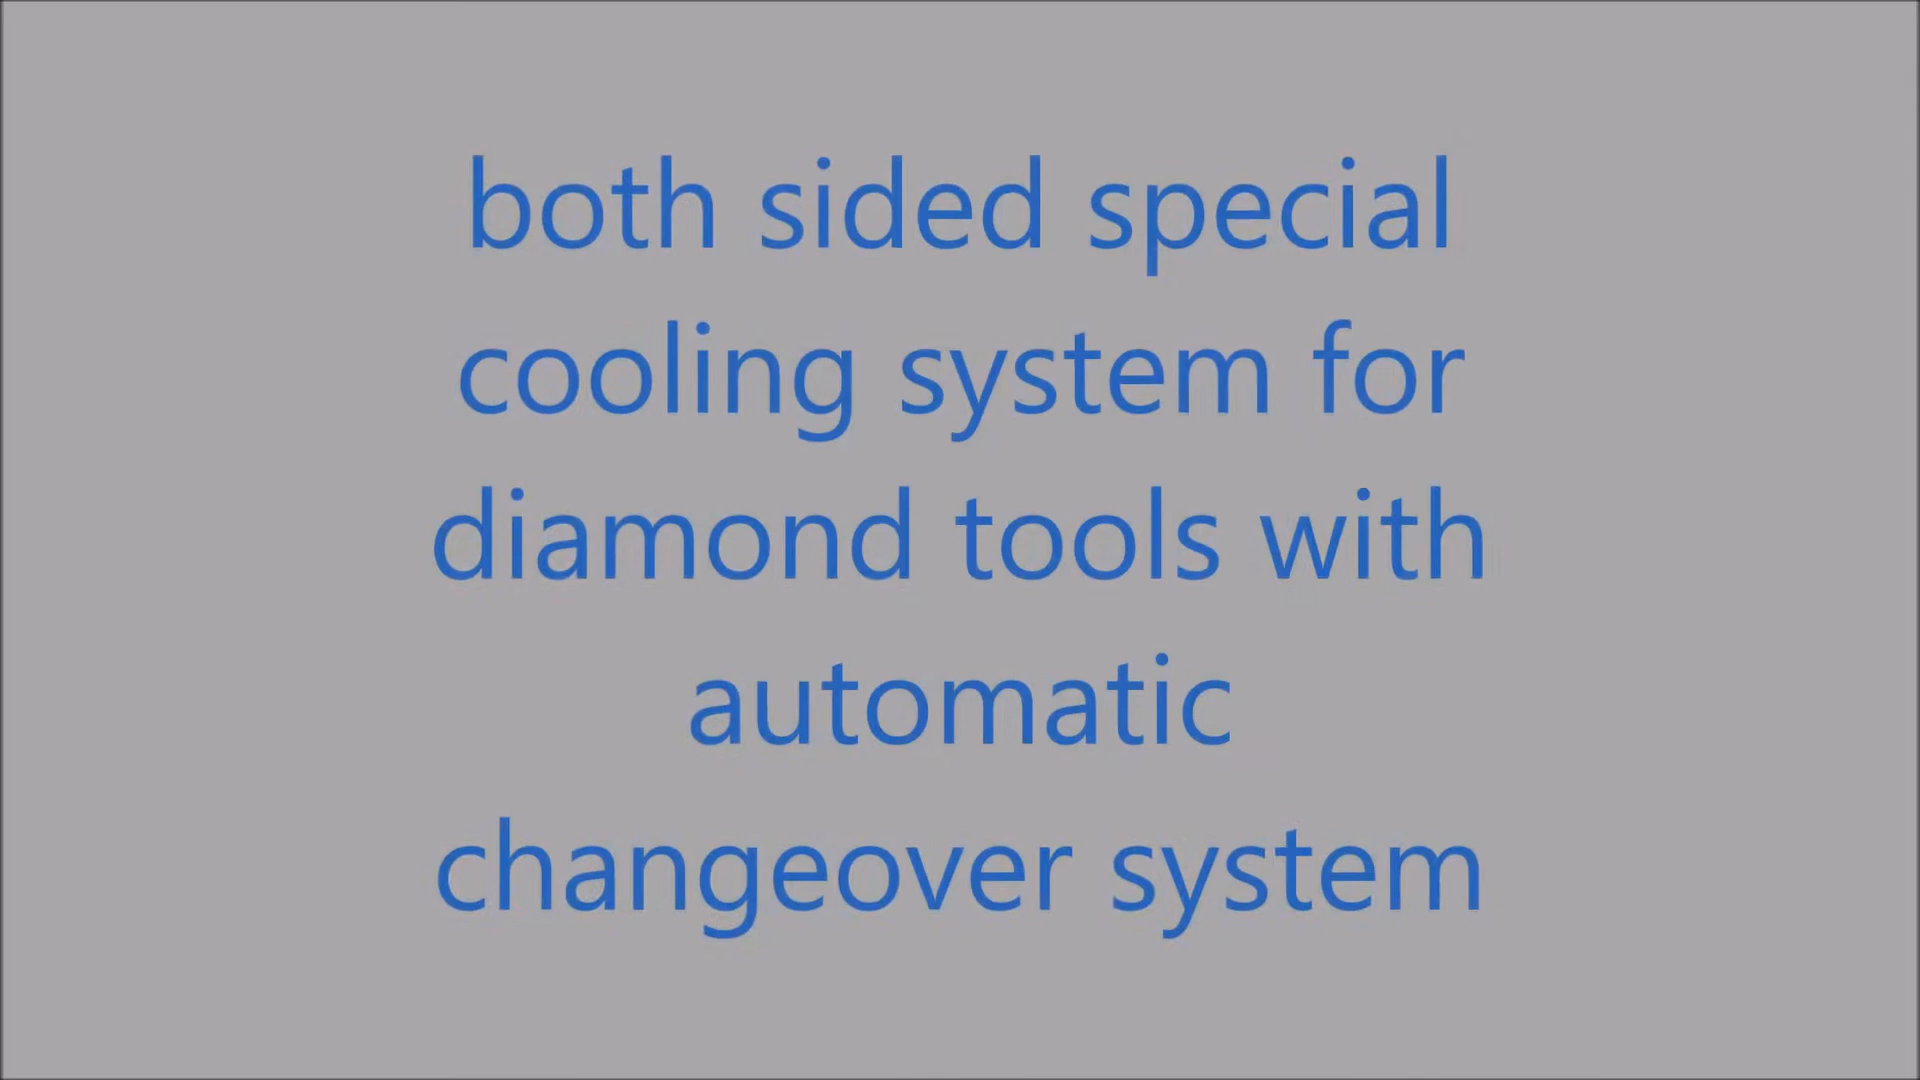 both sided special
cooling system for
diamond tools with
automatic
changeover system